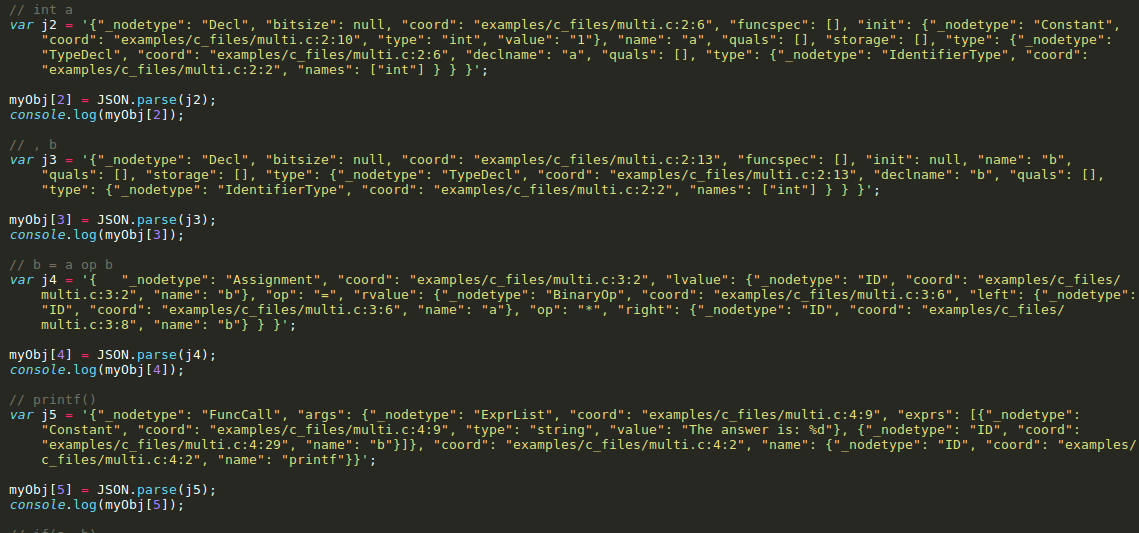 // int a
var j2 = '{"_nodetype": "Decl", "bitsize": null, "coord": "examples/c_files/multi.c:2:6", "funcspec": [], "init": {"_nodetype": "Constant",
"coord": "examples/c_files/multi.c:2:10", "type": "int", "value": "1"}, "name": "a", "quals": [], "storage": [], "type": {"_nodetype":
"TypeDecl", "coord": "examples/c_files/multi.c:2:6", "declname": "a", "quals": [], "type": {"_nodetype": "IdentifierType", "coord":
"examples/c_files/multi.c:2:2", "names": ["int"] } } }';
myObj[2] = JSON.parse(j2);
console.log(myObj[2]);
// , b
var j3 = '{"_nodetype": "Decl", "bitsize": null, "coord": "examples/c_files/multi.c:2:13", "funcspec": [], "init": null, "name": "b",
"quals": [], "storage": [], "type": {"_nodetype": "TypeDecl", "coord": "examples/c_files/multi.c:2:13", "declname": "b", "quals": [],
"type": {"_nodetype": "IdentifierType", "coord": "examples/c_files/multi.c:2:2", "names": ["int"] } } }';
myObj[3] = JSON.parse(j3);
console.log(myObj[3]);
// b = a op b
var j4 = '{   "_nodetype": "Assignment", "coord": "examples/c_files/multi.c:3:2", "lvalue": {"_nodetype": "ID", "coord": "examples/c_files/
multi.c:3:2", "name": "b"}, "op": "=", "rvalue": {"_nodetype": "BinaryOp", "coord": "examples/c_files/multi.c:3:6", "left": {"_nodetype":
"ID", "coord": "examples/c_files/multi.c:3:6", "name": "a"}, "op": "*", "right": {"_nodetype": "ID", "coord": "examples/c_files/
multi.c:3:8", "name": "b"} } }';
myObj[4] = JSON.parse(j4);
console.log(myObj[4]);
// printf()
var j5 = '{"_nodetype": "FuncCall", "args": {"_nodetype": "ExprList", "coord": "examples/c_files/multi.c:4:9", "exprs": [{"_nodetype":
"Constant", "coord": "examples/c_files/multi.c:4:9", "type": "string", "value": "The answer is: %d"}, {"_nodetype": "ID", "coord":
"examples/c_files/multi.c:4:29", "name": "b"}]}, "coord": "examples/c_files/multi.c:4:2", "name": {"_nodetype": "ID", "coord": "examples/
c_files/multi.c:4:2", "name": "printf"}}';
myObj[5] = JSON.parse(j5);
console.log(myObj[5]);